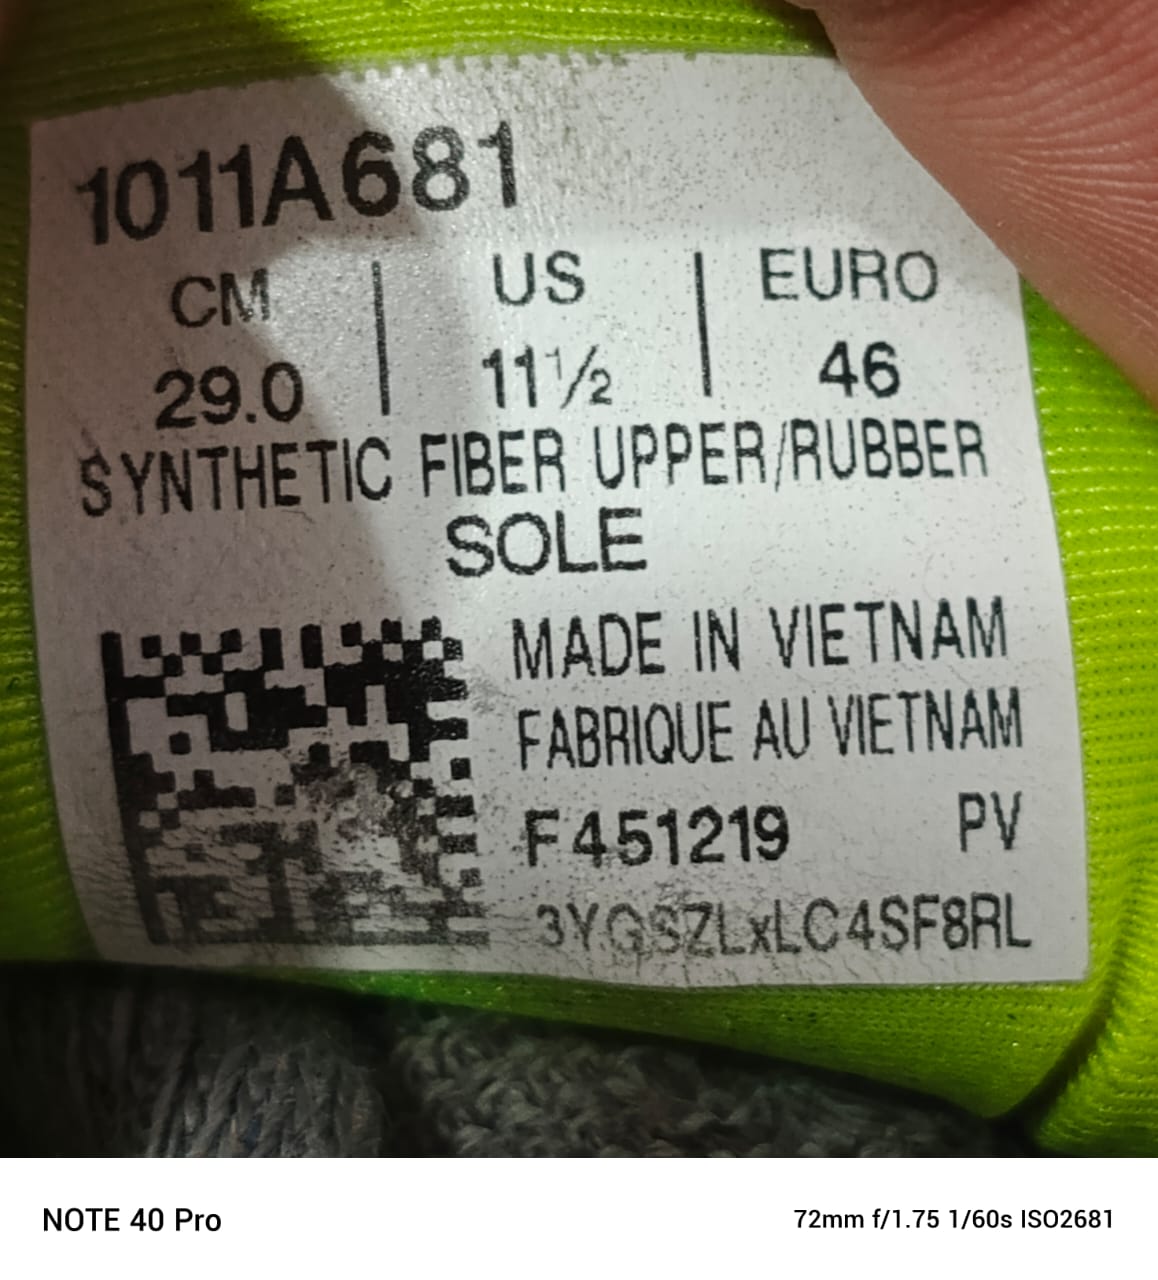 1011A681
CM | US | EURO
29.0 | 11½ | 46
SYNTHETIC FIBER UPPER/RUBBER
SOLE
MADE IN VIETNAM
FABRIQUE AU VIETNAM
F451219 PV
3YGSZLxLC4SF8RL
NOTE 40 Pro
72mm f/1.75 1/60s ISO2681